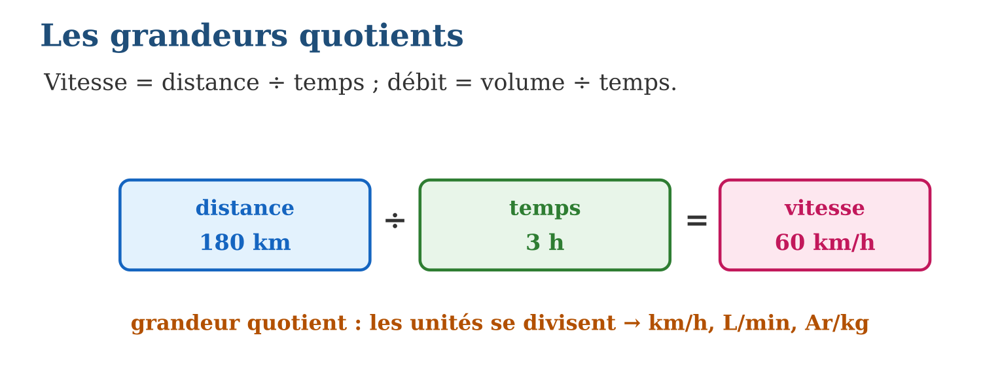 Les grandeurs quotients
Vitesse = distance ÷ temps ; débit = volume ÷ temps.
distance ÷ temps = vitesse
180 km 3 h 60 km/h
grandeur quotient : les unités se divisent → km/h, L/min, Ar/kg